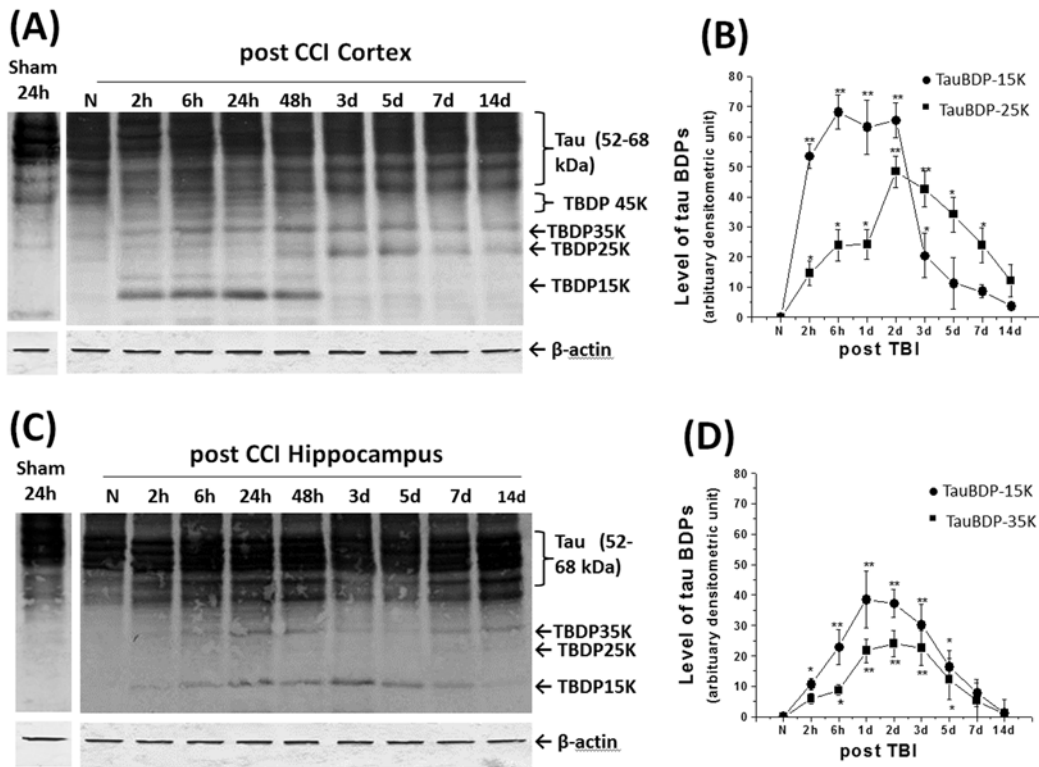 (A)
post CCI Cortex
Sham
24h
N 2h 6h 24h 48h 3d 5d 7d 14d
Tau (52-68
kDa)
TBDP 45K
←TBDP35K
←TBDP25K
←TBDP15K
←β-actin
(B)
TauBDP-15K
TauBDP-25K
Level of tau BDPs
(arbituary densitometric unit)
80
70
60
50
40
30
20
10
0
** ** ** ** ** ** * * * * * * *
N 2h 6h 1d 2d 3d 5d 7d 14d
post TBI
(C)
post CCI Hippocampus
Sham
24h
N 2h 6h 24h 48h 3d 5d 7d 14d
Tau (52-
68 kDa)
←TBDP35K
←TBDP25K
←TBDP15K
←β-actin
(D)
TauBDP-15K
TauBDP-35K
Level of tau BDPs
(arbituary densitometric unit)
80
70
60
50
40
30
20
10
0
* ** ** ** ** * * ** ** ** *
N 2h 6h 1d 2d 3d 5d 7d 14d
post TBI